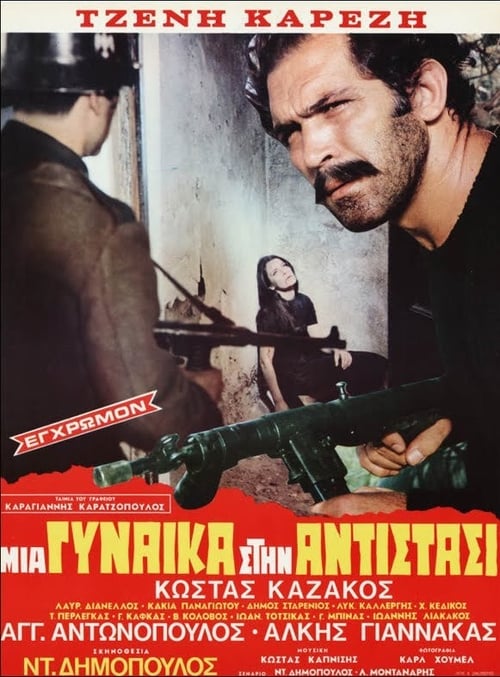 ΤΖΕΝΗ ΚΑΡΕΖΗ
ΕΓΧΡΩΜΟΝ
ΤΑΙΝΙΑ ΤΟΥ ΓΡΑΦΕΙΟΥ
ΚΑΡΑΓΙΑΝΝΗΣ ΚΑΡΑΤΖΟΠΟΥΛΟΣ
ΜΙΑ ΓΥΝΑΙΚΑ ΣΤΗΝ ΑΝΤΙΣΤΑΣΙ
ΚΩΣΤΑΣ ΚΑΖΑΚΟΣ
ΛΑΥΡ. ΔΙΑΝΕΛΛΟΣ · ΚΑΚΙΑ ΠΑΝΑΓΙΩΤΟΥ · ΔΗΜΟΣ ΣΤΑΡΕΝΙΟΣ · ΛΥΚ. ΚΑΛΛΕΡΓΗΣ · Χ. ΚΕΔΙΚΟΣ
Τ. ΠΕΡΛΕΓΚΑΣ · Γ. ΚΑΦΚΑΣ · Β. ΚΟΛΟΒΟΣ · ΙΩΑΝ. ΤΟΤΣΙΚΑΣ · Γ. ΜΠΙΝΑΣ · ΙΩΑΝΝΗΣ ΛΙΑΚΑΚΟΣ
ΑΓΓ. ΑΝΤΩΝΟΠΟΥΛΟΣ · ΑΛΚΗΣ ΓΙΑΝΝΑΚΑΣ
ΣΚΗΝΟΘΕΣΙΑ
ΝΤ. ΔΗΜΟΠΟΥΛΟΣ
ΜΟΥΣΙΚΗ
ΚΩΣΤΑΣ ΚΑΠΝΙΣΗΣ
ΦΩΤΟΓΡΑΦΙΑ
ΚΑΡΛ ΧΟΥΜΕΛ
ΣΕΝΑΡΙΟ ΝΤ. ΔΗΜΟΠΟΥΛΟΣ - Λ. ΜΟΝΤΑΝΑΡΗΣ